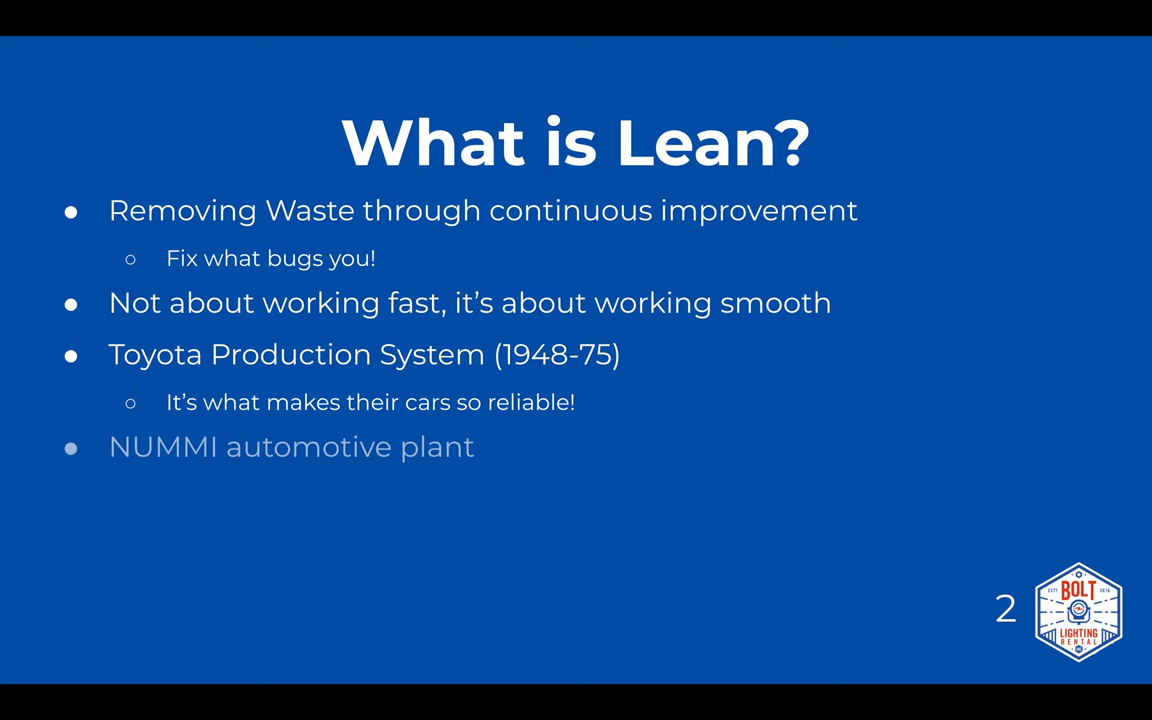 What is Lean?
● Removing Waste through continuous improvement
○ Fix what bugs you!
● Not about working fast, it's about working smooth
● Toyota Production System (1948-75)
○ It's what makes their cars so reliable!
● NUMMI automotive plant
2
ESTD 2016
BOLT
LIGHTING
RENTAL